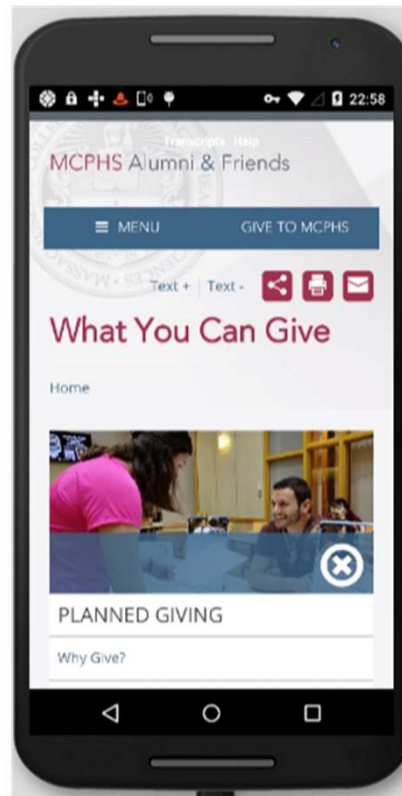 22:58
Transcripts Help
MCPHS Alumni & Friends
MENU GIVE TO MCPHS
Text + Text -
What You Can Give
Home
PLANNED GIVING
Why Give?